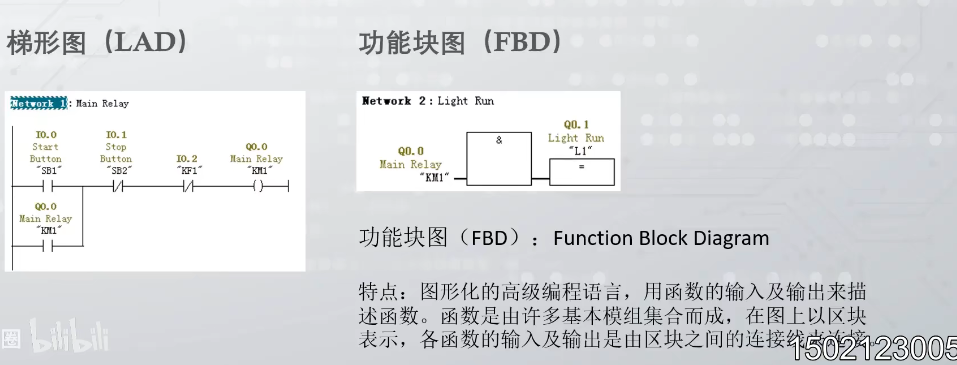 梯形图（LAD）
功能块图（FBD）
Network 1: Main Relay
I0.0
Start
Button
"SB1"
I0.1
Stop
Button
"SB2"
I0.2
"KF1"
Q0.0
Main Relay
"KM1"
Q0.0
Main Relay
"KM1"
Network 2: Light Run
Q0.0
Main Relay
"KM1"
&
Q0.1
Light Run
"L1"
=
功能块图（FBD）：Function Block Diagram
特点：图形化的高级编程语言，用函数的输入及输出来描
述函数。函数是由许多基本模组集合而成，在图上以区块
表示，各函数的输入及输出是由区块之间的连接线来连接。
bilibili
1502123005